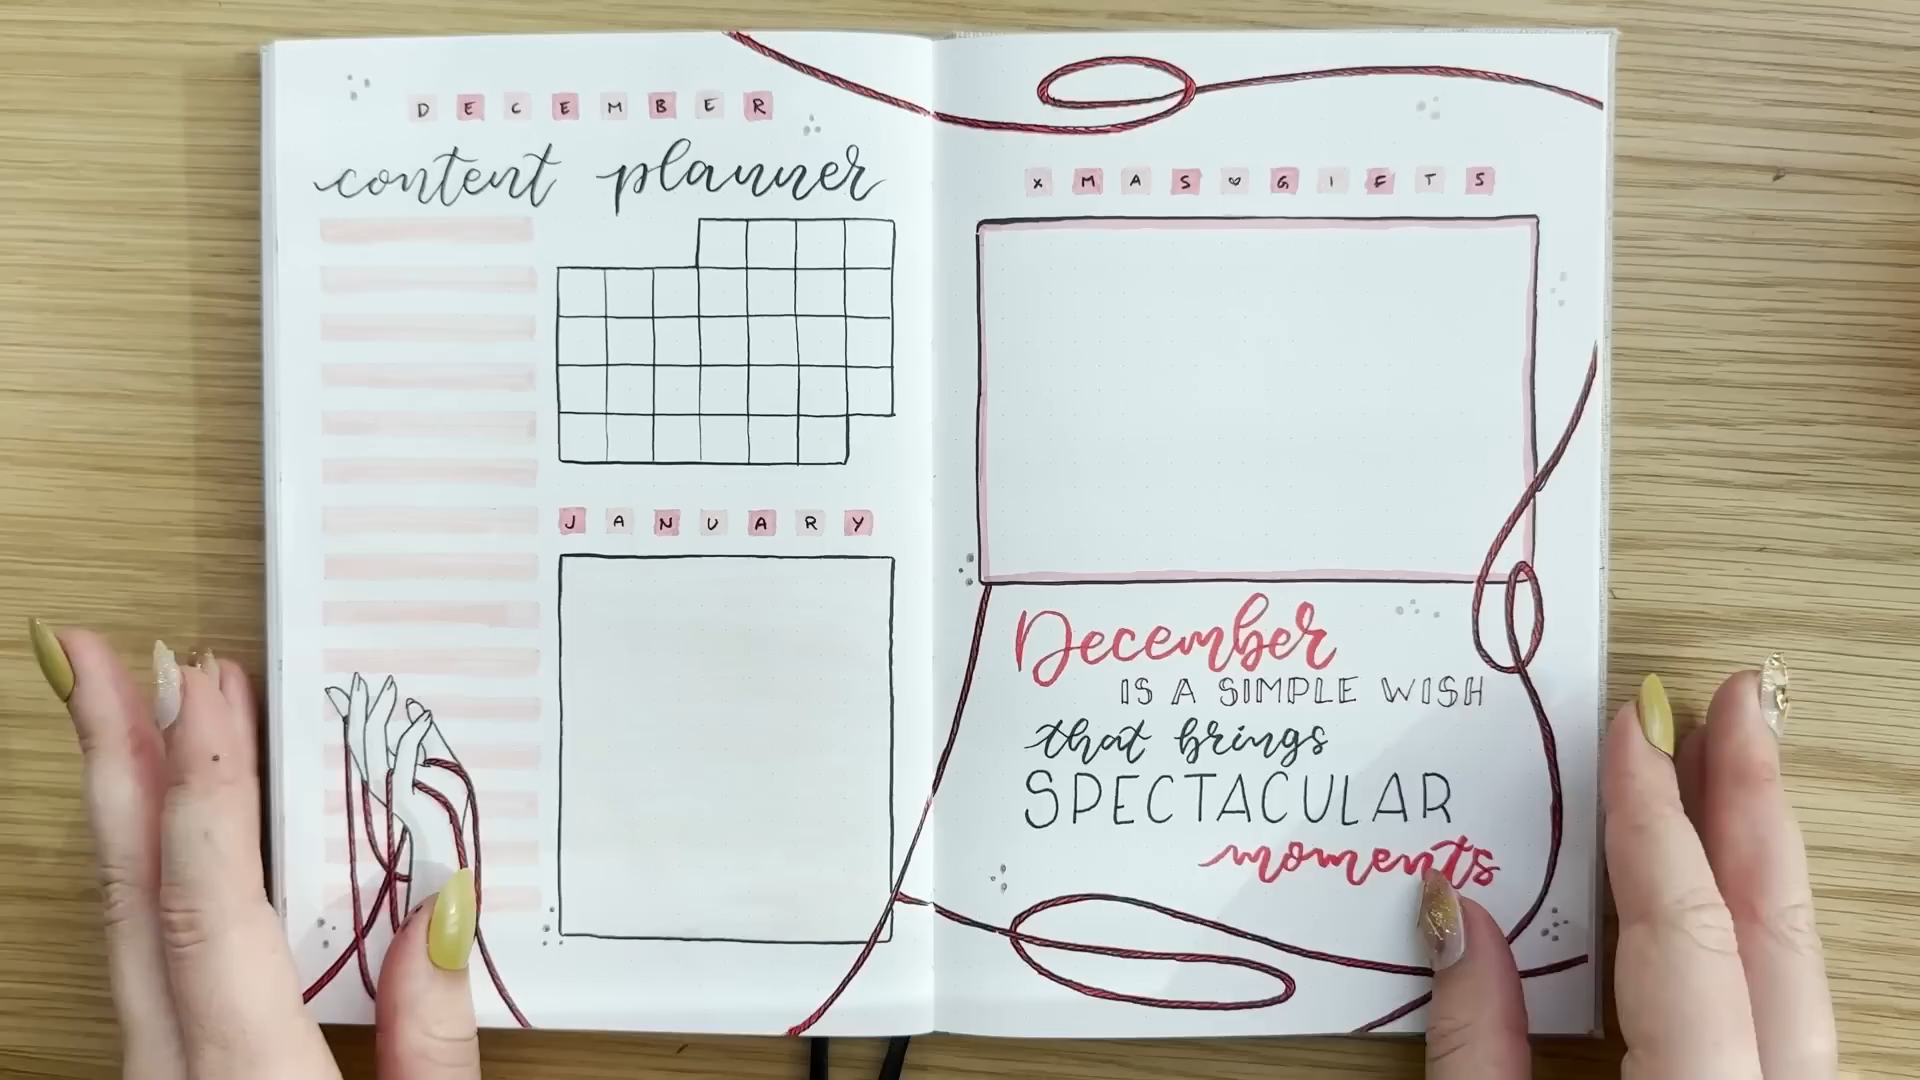 DECEMBER
content planner
JANUARY
XMAS♡GIFTS
December
IS A SIMPLE WISH
that brings
SPECTACULAR
moments